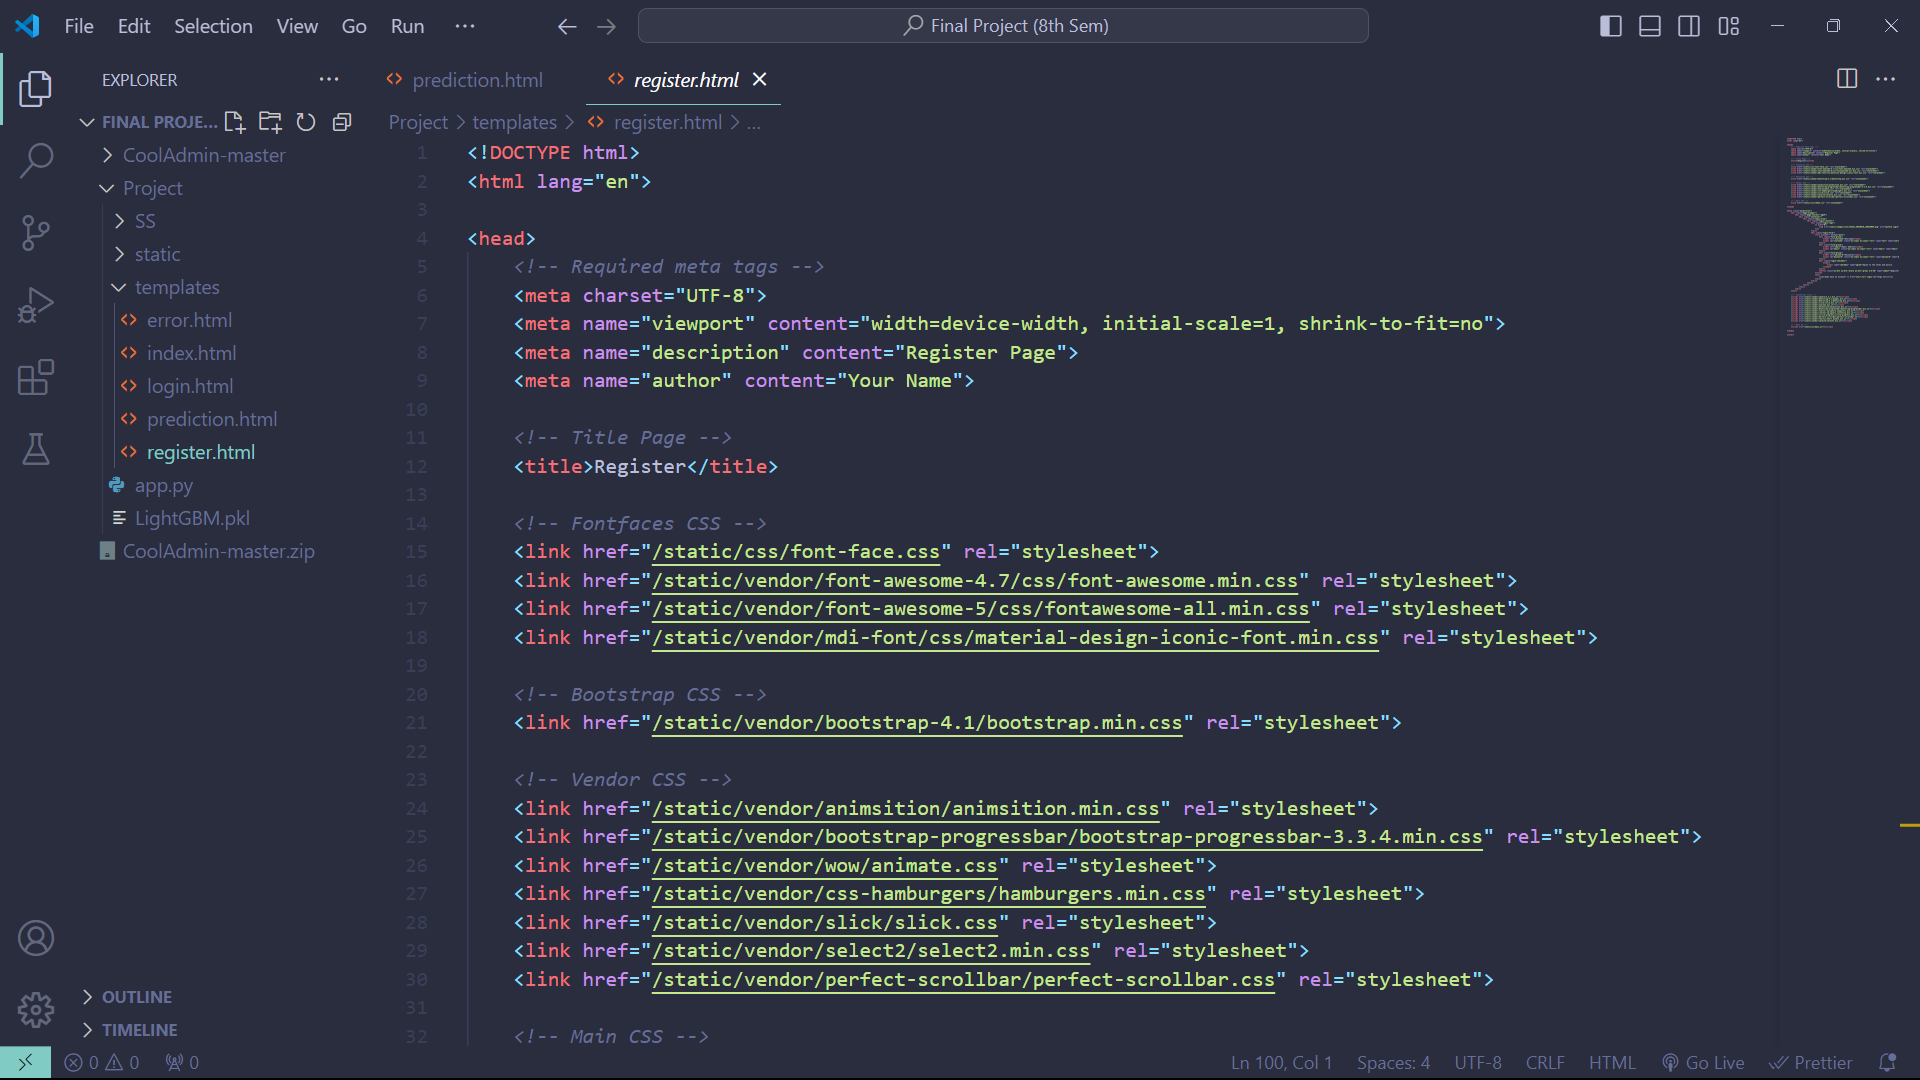 File Edit Selection View Go Run ···
Final Project (8th Sem)
EXPLORER ···
prediction.html
register.html
···
FINAL PROJE...
Project > templates > register.html > ...
CoolAdmin-master
Project
SS
static
templates
error.html
index.html
login.html
prediction.html
register.html
app.py
LightGBM.pkl
CoolAdmin-master.zip
OUTLINE
TIMELINE
1 <!DOCTYPE html>
2 <html lang="en">
3
4 <head>
5 <!-- Required meta tags -->
6 <meta charset="UTF-8">
7 <meta name="viewport" content="width=device-width, initial-scale=1, shrink-to-fit=no">
8 <meta name="description" content="Register Page">
9 <meta name="author" content="Your Name">
10
11 <!-- Title Page -->
12 <title>Register</title>
13
14 <!-- Fontfaces CSS -->
15 <link href="/static/css/font-face.css" rel="stylesheet">
16 <link href="/static/vendor/font-awesome-4.7/css/font-awesome.min.css" rel="stylesheet">
17 <link href="/static/vendor/font-awesome-5/css/fontawesome-all.min.css" rel="stylesheet">
18 <link href="/static/vendor/mdi-font/css/material-design-iconic-font.min.css" rel="stylesheet">
19
20 <!-- Bootstrap CSS -->
21 <link href="/static/vendor/bootstrap-4.1/bootstrap.min.css" rel="stylesheet">
22
23 <!-- Vendor CSS -->
24 <link href="/static/vendor/animsition/animsition.min.css" rel="stylesheet">
25 <link href="/static/vendor/bootstrap-progressbar/bootstrap-progressbar-3.3.4.min.css" rel="stylesheet">
26 <link href="/static/vendor/wow/animate.css" rel="stylesheet">
27 <link href="/static/vendor/css-hamburgers/hamburgers.min.css" rel="stylesheet">
28 <link href="/static/vendor/slick/slick.css" rel="stylesheet">
29 <link href="/static/vendor/select2/select2.min.css" rel="stylesheet">
30 <link href="/static/vendor/perfect-scrollbar/perfect-scrollbar.css" rel="stylesheet">
31
32 <!-- Main CSS -->
0 0 0 Ln 100, Col 1 Spaces: 4 UTF-8 CRLF HTML Go Live Prettier